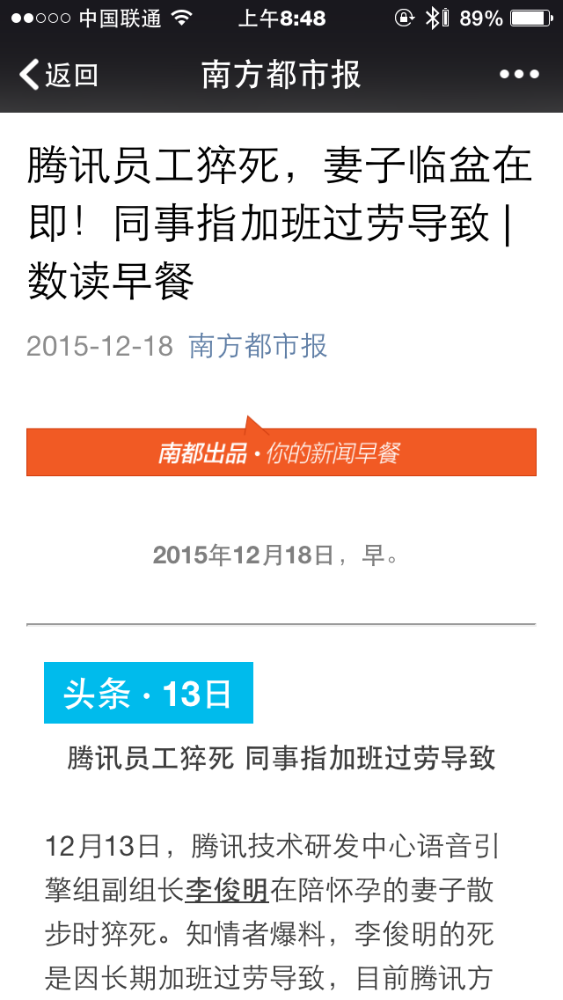 中国联通 上午8:48 89%
返回 南方都市报
腾讯员工猝死，妻子临盆在
即！同事指加班过劳导致 |
数读早餐
2015-12-18 南方都市报
南都出品·你的新闻早餐
2015年12月18日，早。
头条 · 13日
腾讯员工猝死 同事指加班过劳导致
12月13日，腾讯技术研发中心语音引
擎组副组长李俊明在陪怀孕的妻子散
步时猝死。知情者爆料，李俊明的死
是因长期加班过劳导致，目前腾讯方